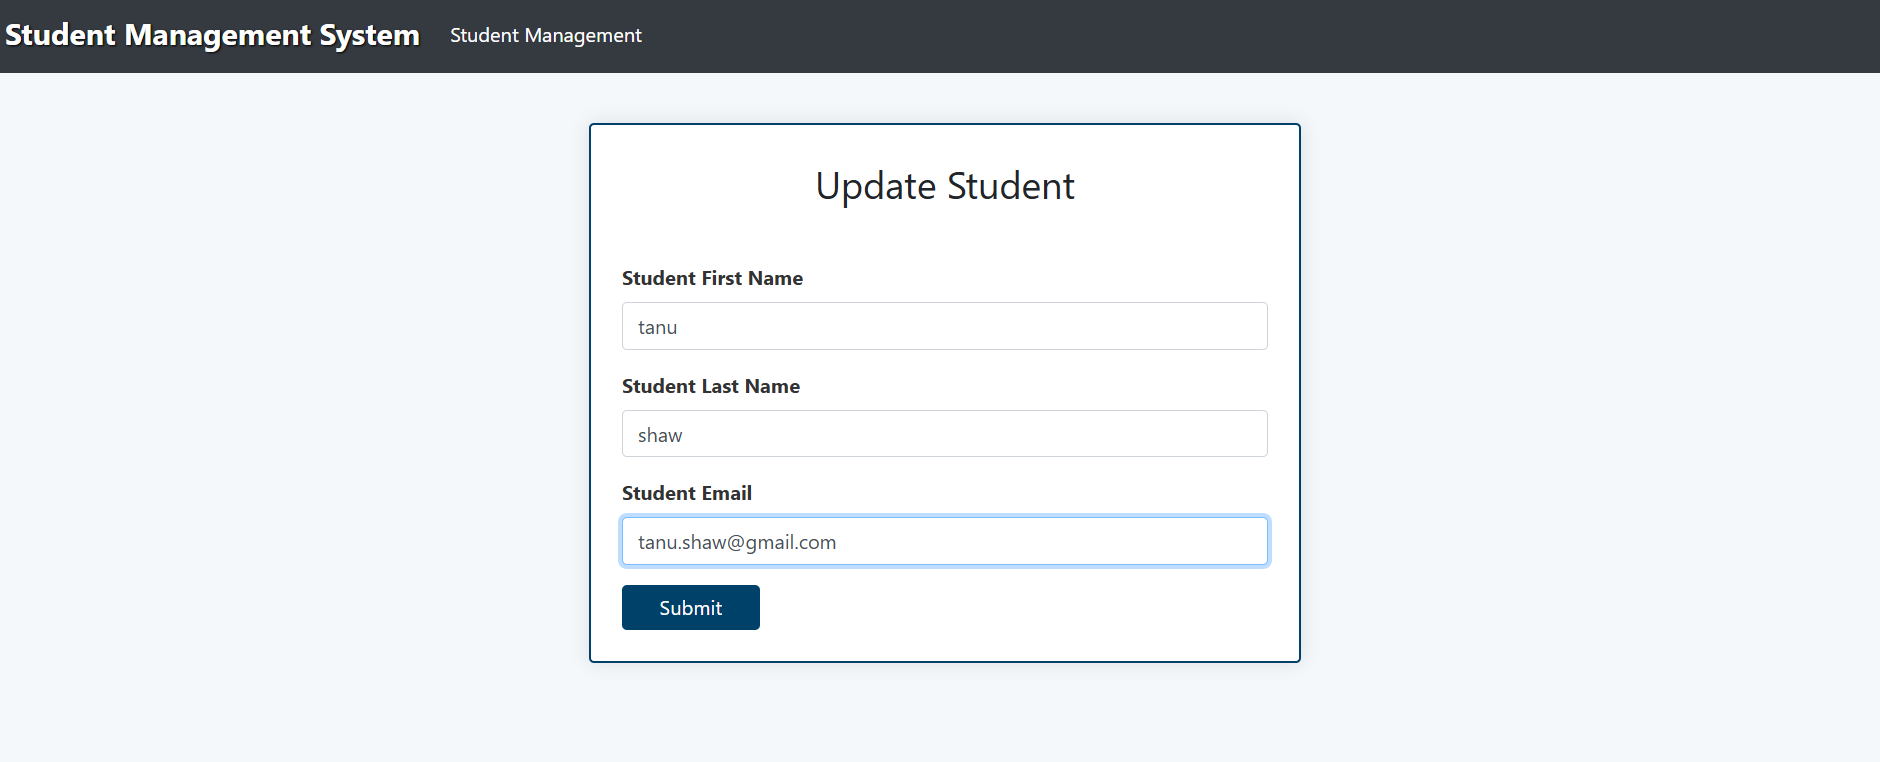 Student Management System Student Management
Update Student
Student First Name
tanu
Student Last Name
shaw
Student Email
tanu.shaw@gmail.com
Submit